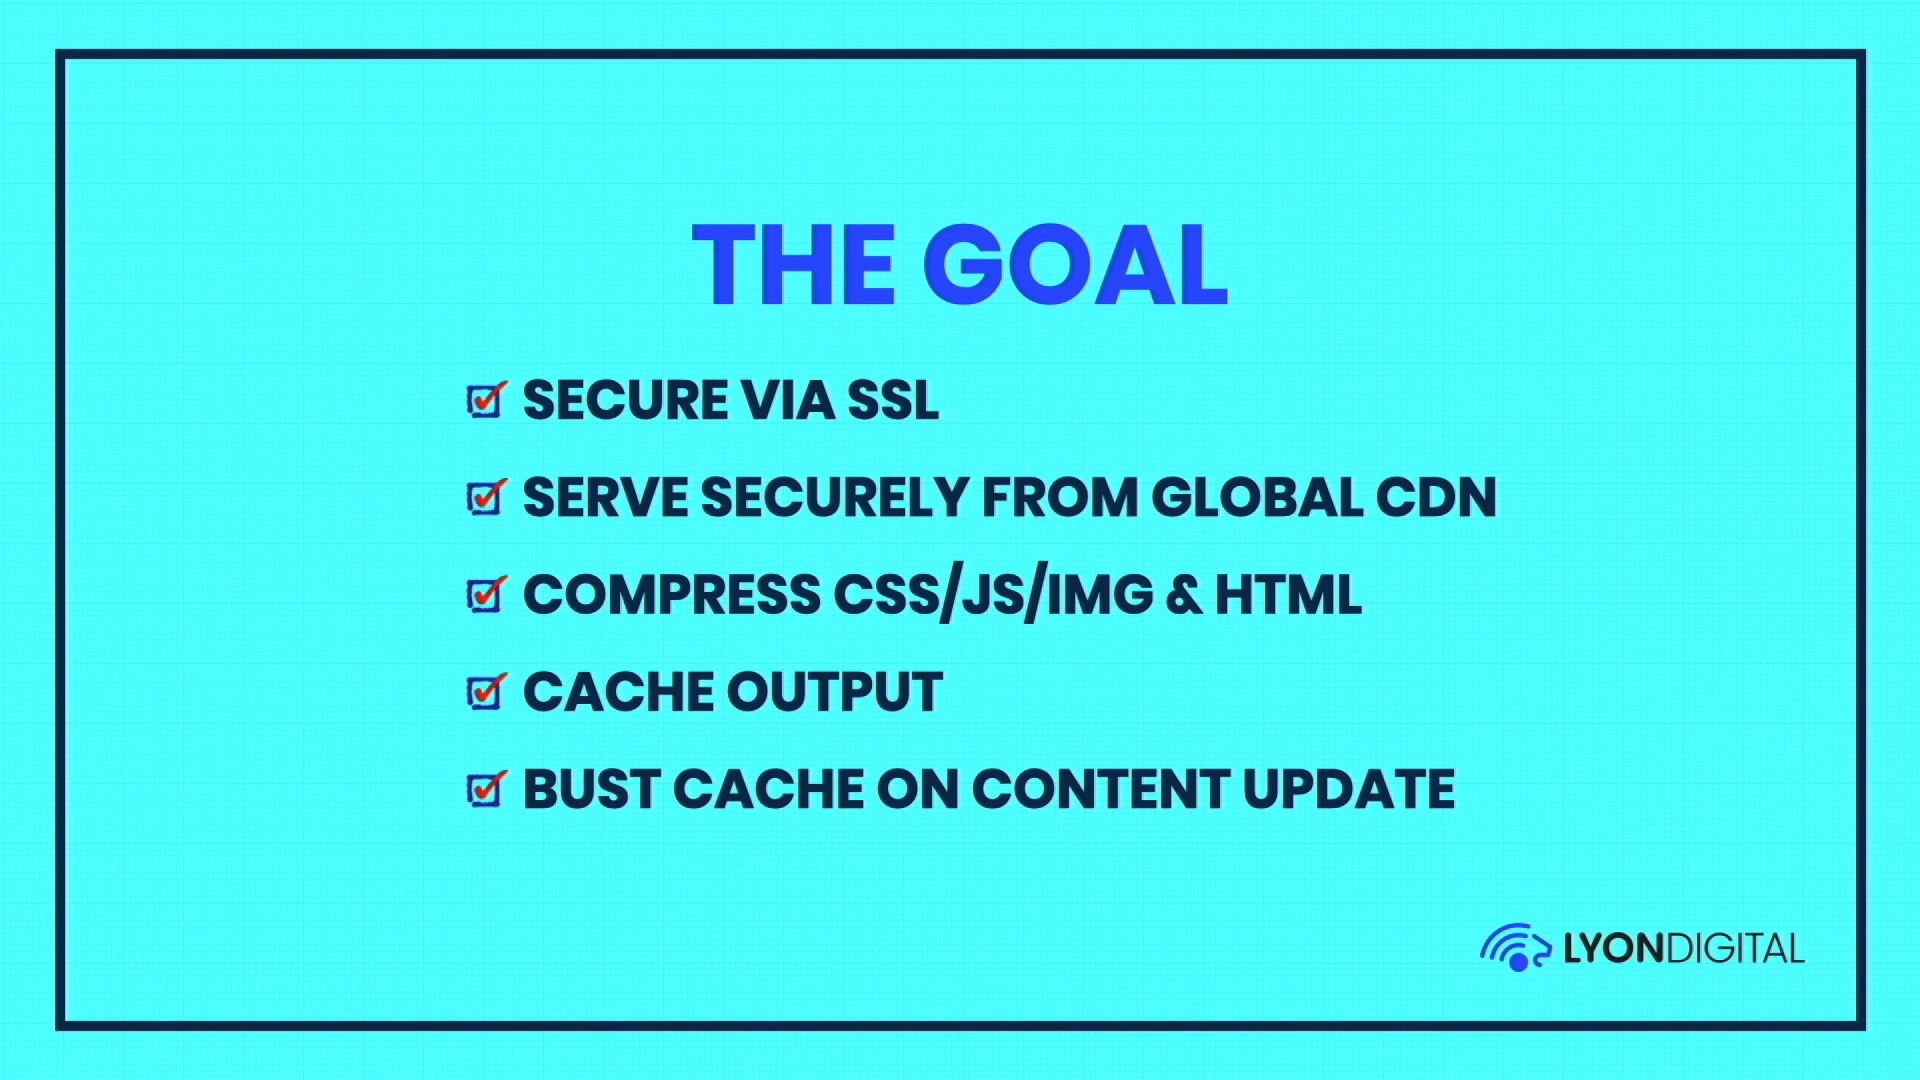 THE GOAL
SECURE VIA SSL
SERVE SECURELY FROM GLOBAL CDN
COMPRESS CSS/JS/IMG & HTML
CACHE OUTPUT
BUST CACHE ON CONTENT UPDATE
LYONDIGITAL